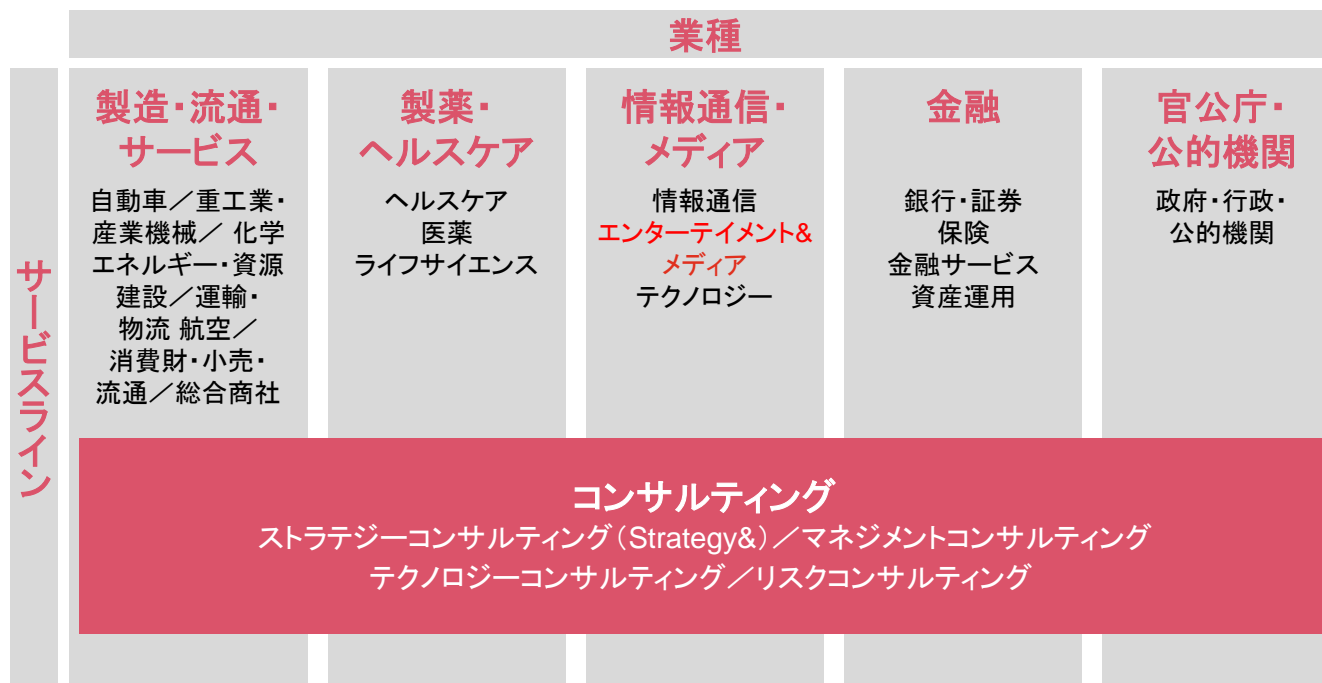 業種
サービスライン
製造・流通・
サービス
自動車／重工業・
産業機械／ 化学
エネルギー・資源
建設／運輸・
物流 航空／
消費財・小売・
流通／総合商社
製薬・
ヘルスケア
ヘルスケア
医薬
ライフサイエンス
情報通信・
メディア
情報通信
エンターテイメント&
メディア
テクノロジー
金融
銀行・証券
保険
金融サービス
資産運用
官公庁・
公的機関
政府・行政・
公的機関
コンサルティング
ストラテジーコンサルティング（Strategy&）／マネジメントコンサルティング
テクノロジーコンサルティング／リスクコンサルティング